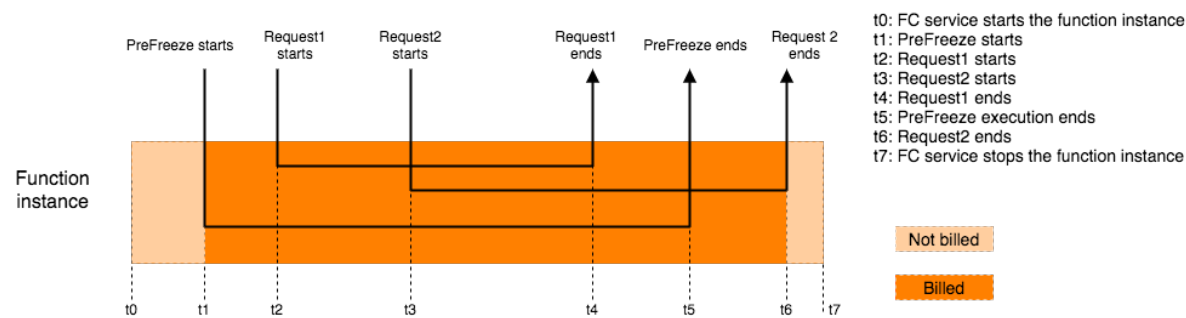 PreFreeze starts
Request1
starts
Request2
starts
Request1
ends
PreFreeze ends
Request 2
ends
t0: FC service starts the function instance
t1: PreFreeze starts
t2: Request1 starts
t3: Request2 starts
t4: Request1 ends
t5: PreFreeze execution ends
t6: Request2 ends
t7: FC service stops the function instance
Function
instance
Not billed
Billed
t0
t1
t2
t3
t4
t5
t6
t7